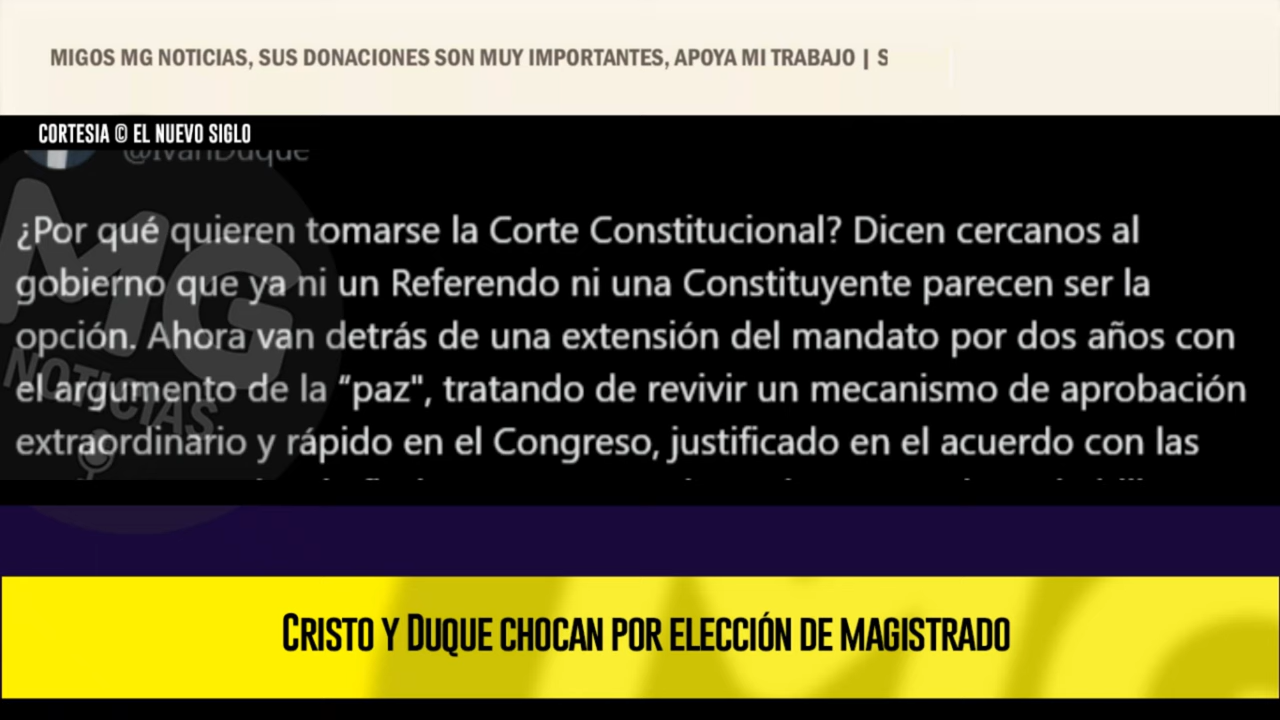 MIGOS MG NOTICIAS, SUS DONACIONES SON MUY IMPORTANTES, APOYA MI TRABAJO | S
CORTESIA © EL NUEVO SIGLO
@IvanDuque
¿Por qué quieren tomarse la Corte Constitucional? Dicen cercanos al
gobierno que ya ni un Referendo ni una Constituyente parecen ser la
opción. Ahora van detrás de una extensión del mandato por dos años con
el argumento de la “paz", tratando de revivir un mecanismo de aprobación
extraordinario y rápido en el Congreso, justificado en el acuerdo con las
MG
NOTICIAS
CRISTO Y DUQUE CHOCAN POR ELECCIÓN DE MAGISTRADO